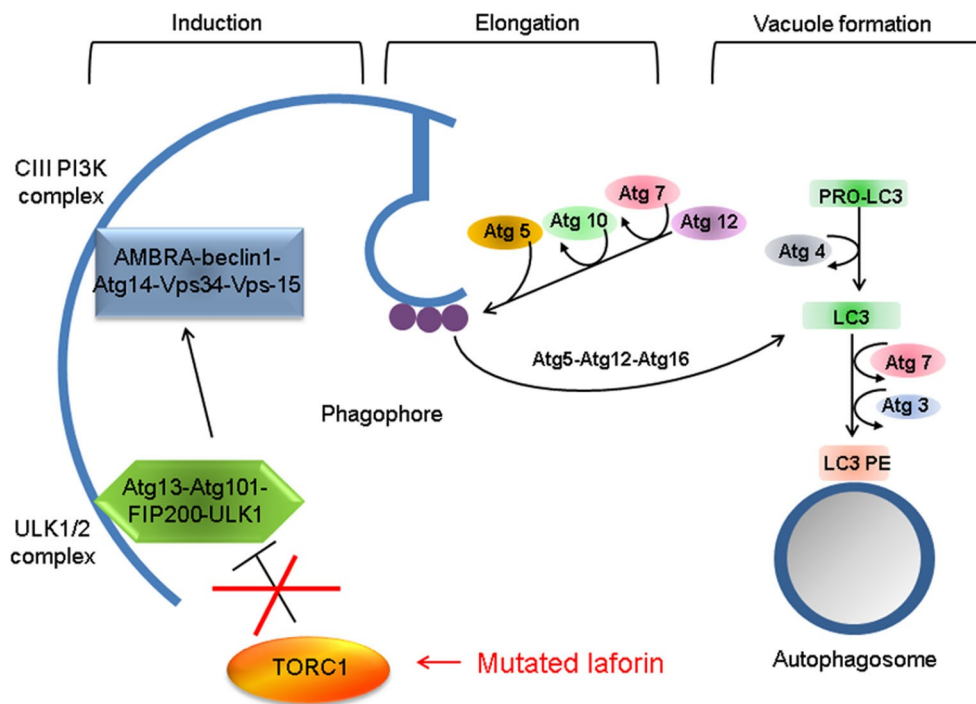 Induction
Elongation
Vacuole formation
CIII PI3K
complex
AMBRA-beclin1-
Atg14-Vps34-Vps-15
Atg 5
Atg 10
Atg 7
Atg 12
PRO-LC3
Atg 4
LC3
Atg5-Atg12-Atg16
Atg 7
Atg 3
Phagophore
LC3 PE
Atg13-Atg101-
FIP200-ULK1
ULK1/2
complex
TORC1
Mutated laforin
Autophagosome